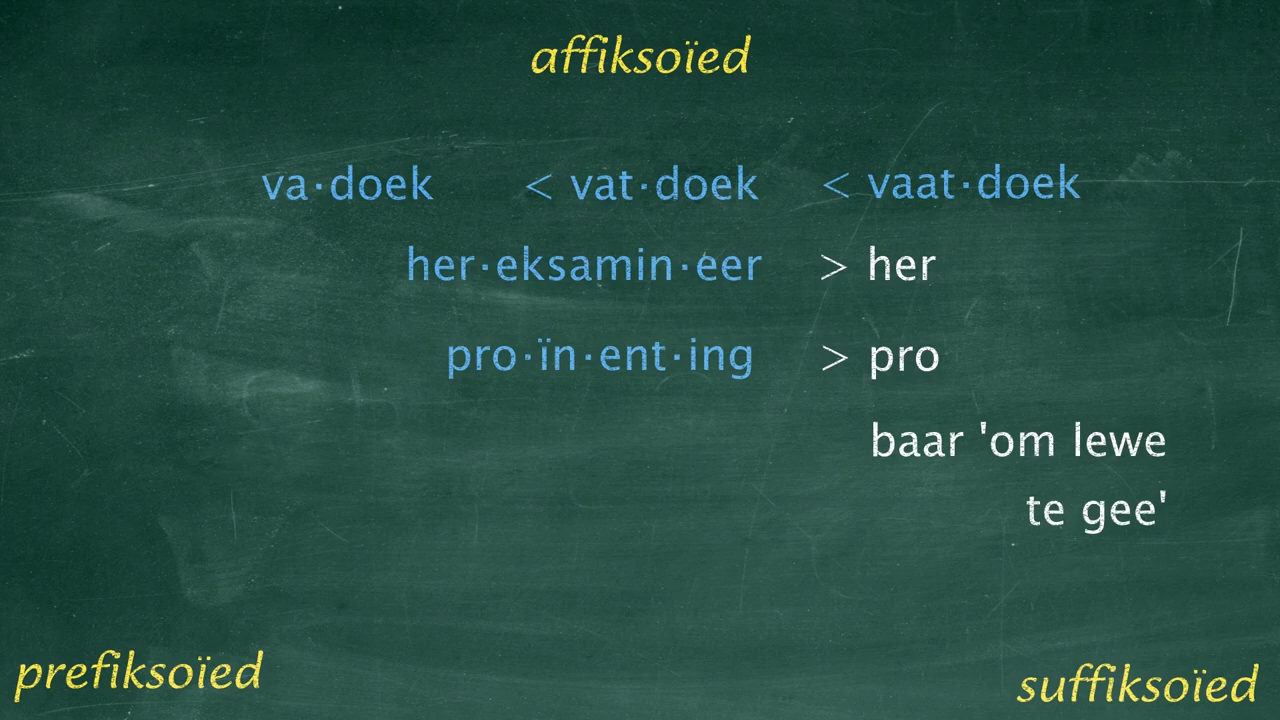 affiksoïed
va·doek < vat·doek < vaat·doek
her·eksamin·eer > her
pro·ïn·ent·ing > pro
baar 'om lewe
te gee'
prefiksoïed
suffiksoïed